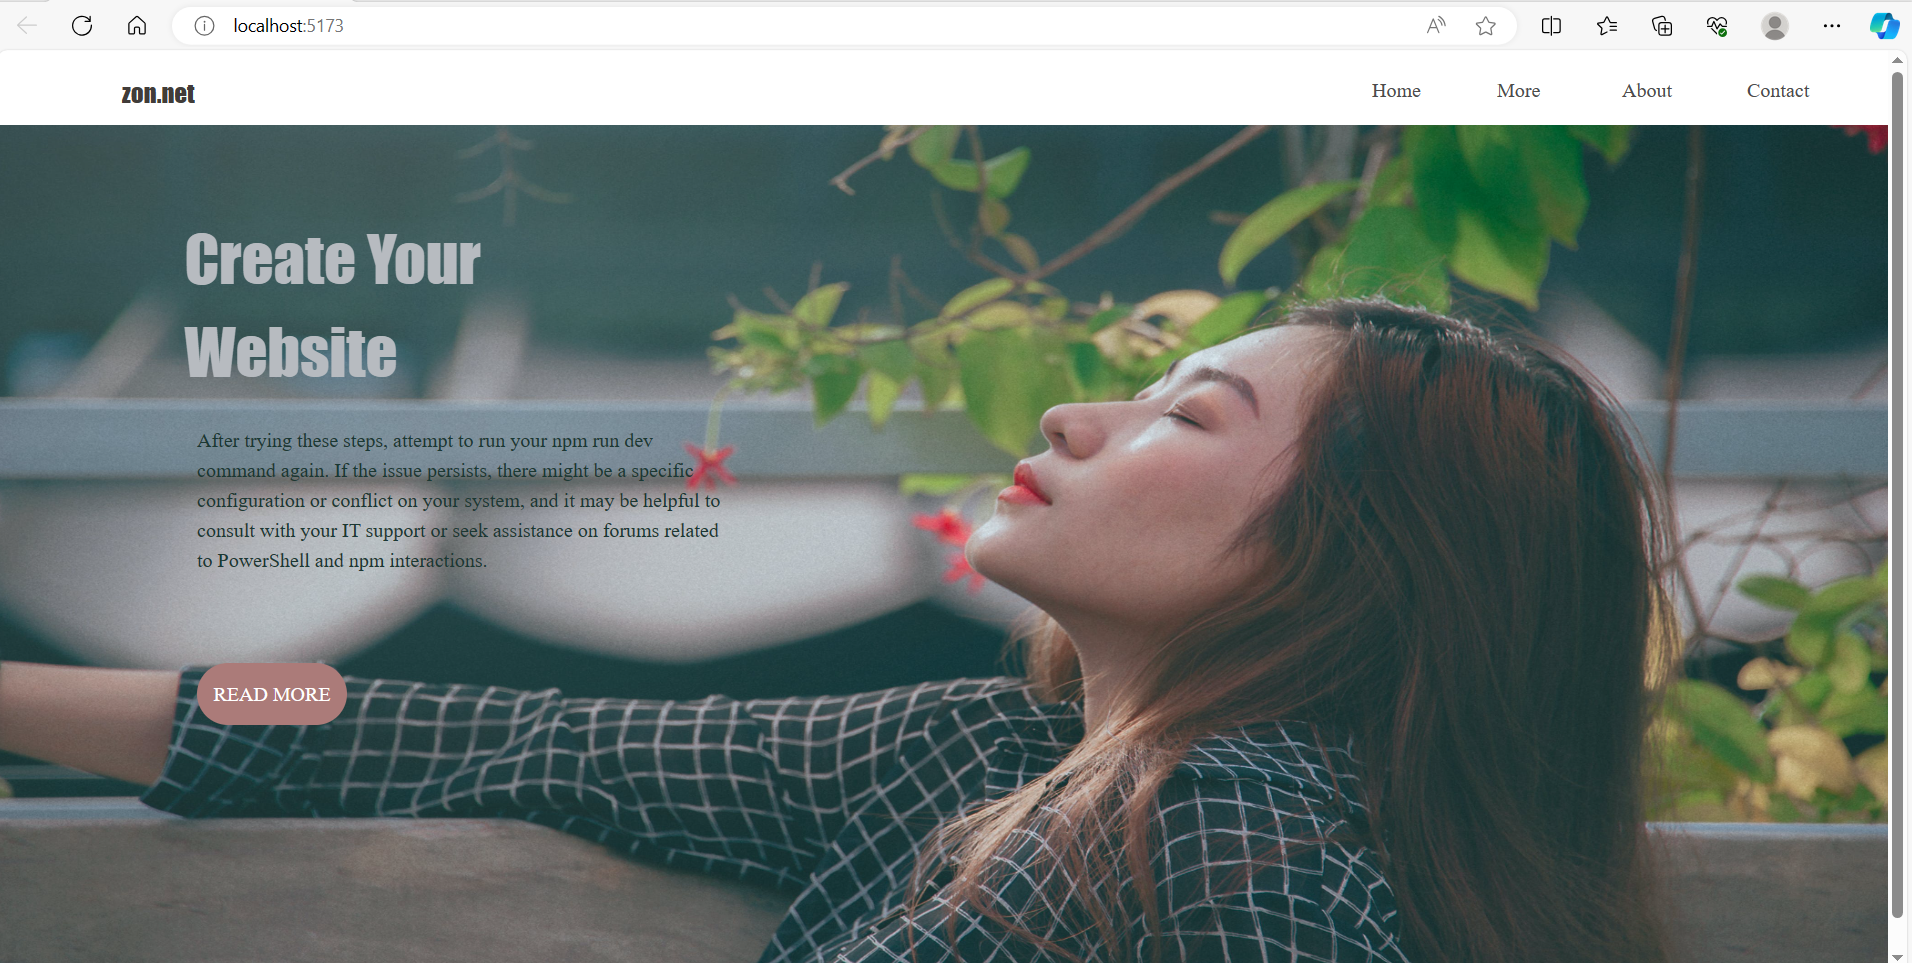 localhost:5173
zon.net
Home More About Contact
Create Your
Website
After trying these steps, attempt to run your npm run dev
command again. If the issue persists, there might be a specific
configuration or conflict on your system, and it may be helpful to
consult with your IT support or seek assistance on forums related
to PowerShell and npm interactions.
READ MORE